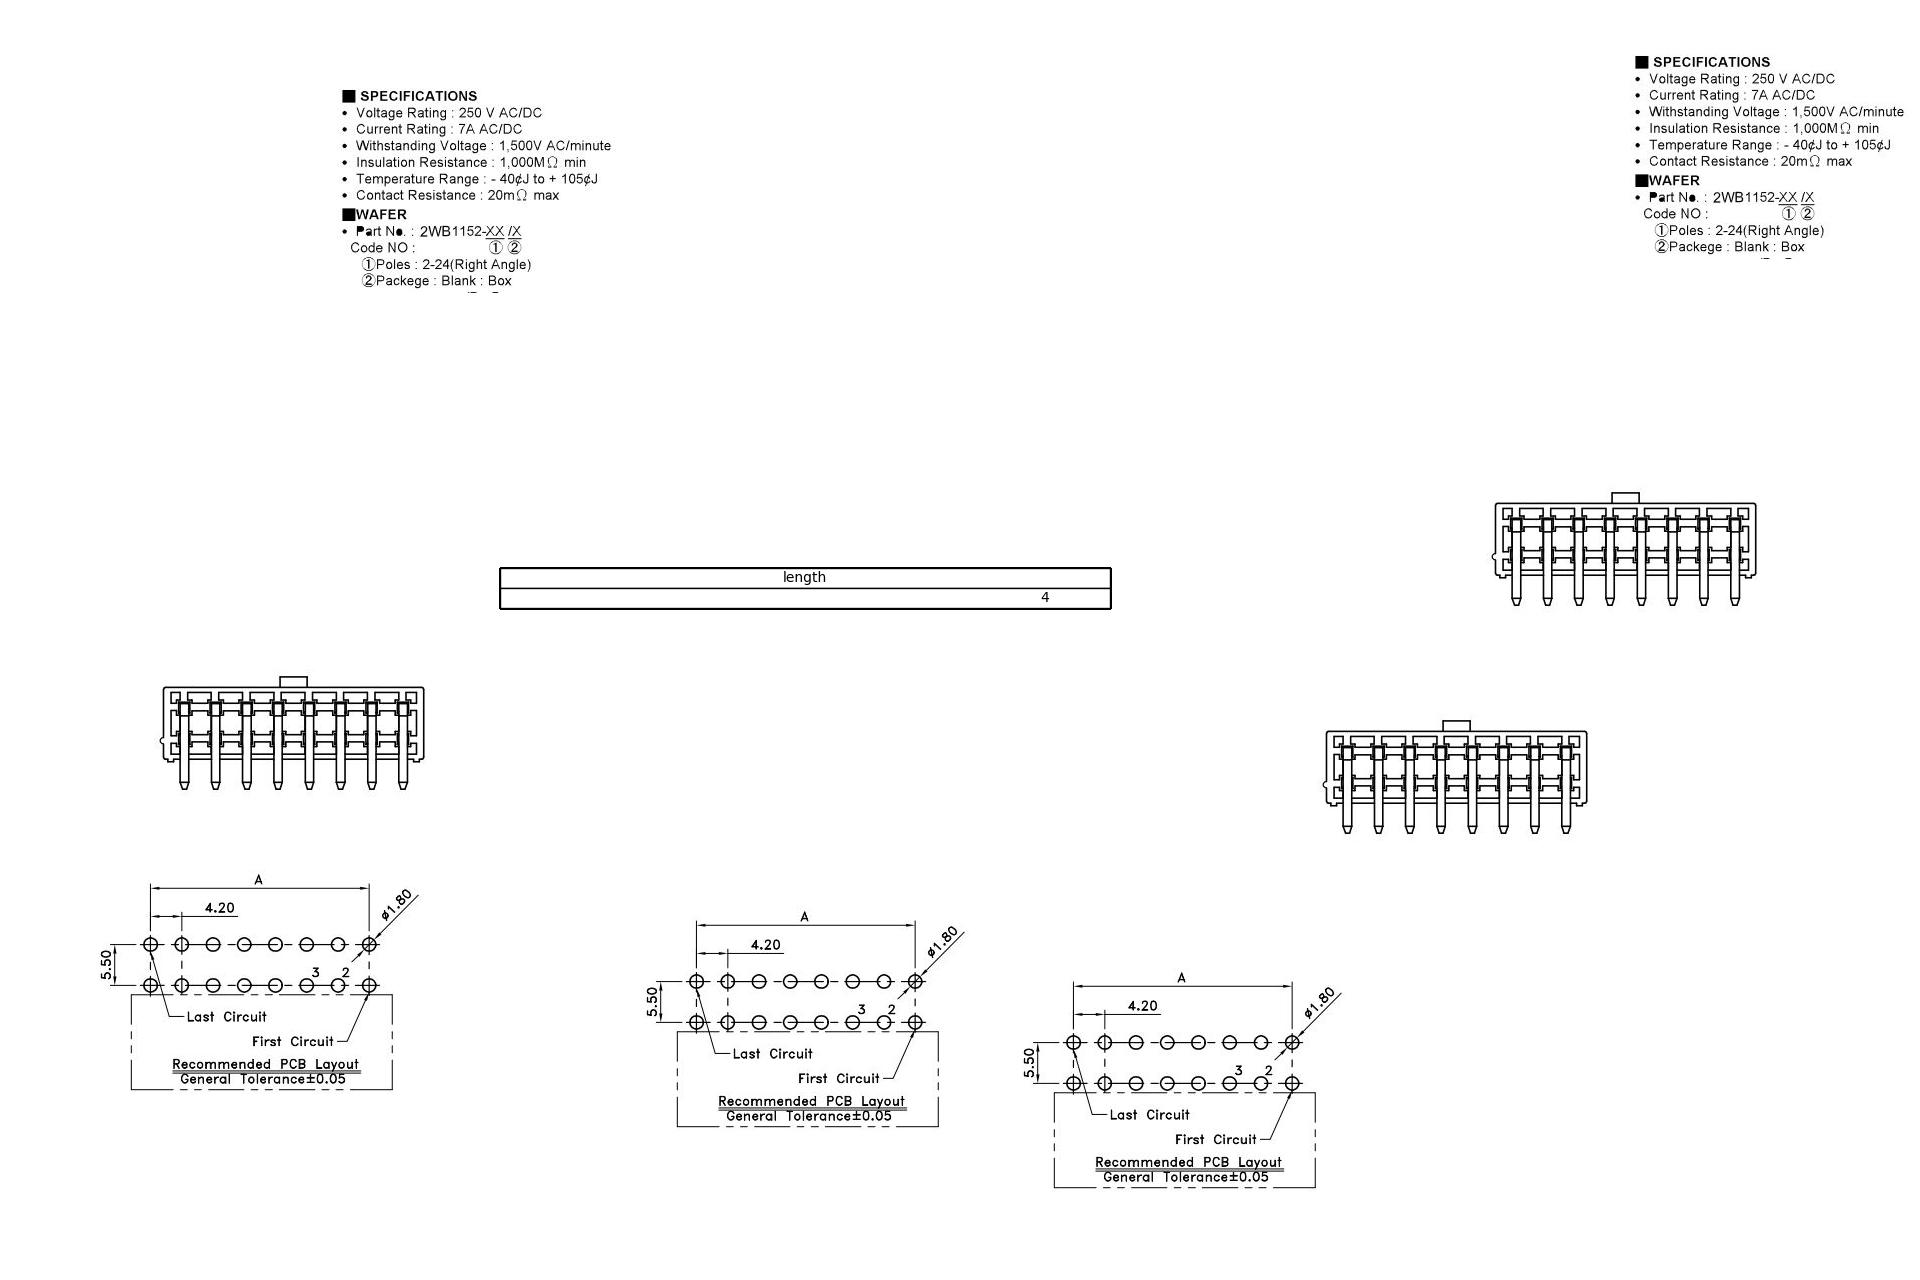 ■ SPECIFICATIONS
• Voltage Rating : 250 V AC/DC
• Current Rating : 7A AC/DC
• Withstanding Voltage : 1,500V AC/minute
• Insulation Resistance : 1,000MΩ min
• Temperature Range : - 40¢J to + 105¢J
• Contact Resistance : 20mΩ max
■WAFER
• Part No. : 2WB1152-XX /X
Code NO : ① ②
①Poles : 2-24(Right Angle)
②Packege : Blank : Box
■ SPECIFICATIONS
• Voltage Rating : 250 V AC/DC
• Current Rating : 7A AC/DC
• Withstanding Voltage : 1,500V AC/minute
• Insulation Resistance : 1,000MΩ min
• Temperature Range : - 40¢J to + 105¢J
• Contact Resistance : 20mΩ max
■WAFER
• Part No. : 2WB1152-XX /X
Code NO : ① ②
①Poles : 2-24(Right Angle)
②Packege : Blank : Box
length
4
A
4.20
ø1.80
5.50
3 2
Last Circuit
First Circuit
Recommended PCB Layout
General Tolerance±0.05
A
4.20
ø1.80
5.50
3 2
Last Circuit
First Circuit
Recommended PCB Layout
General Tolerance±0.05
A
4.20
ø1.80
5.50
3 2
Last Circuit
First Circuit
Recommended PCB Layout
General Tolerance±0.05